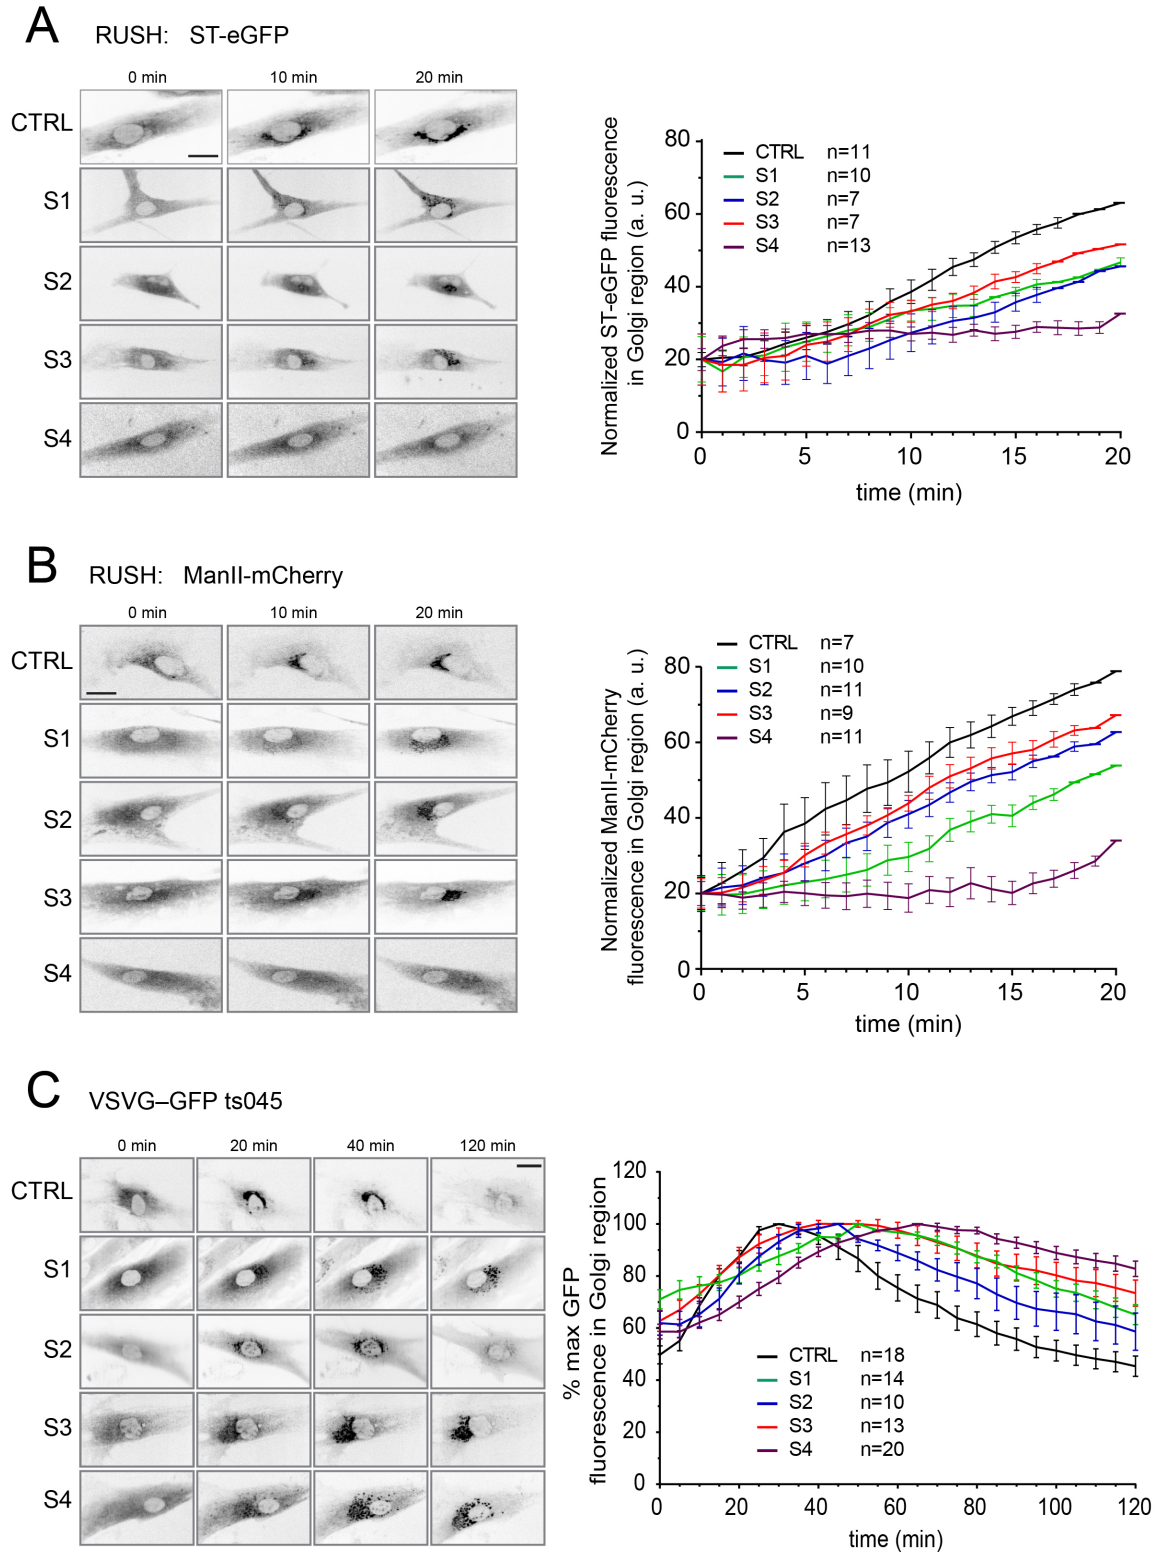 A
RUSH: ST-eGFP
0 min 10 min 20 min
CTRL
S1
S2
S3
S4
Normalized ST-eGFP fluorescence
in Golgi region (a. u.)
80
60
40
20
0
CTRL n=11
S1 n=10
S2 n=7
S3 n=7
S4 n=13
0 5 10 15 20
time (min)
B
RUSH: ManII-mCherry
0 min 10 min 20 min
CTRL
S1
S2
S3
S4
Normalized ManII-mCherry
fluorescence in Golgi region (a. u.)
80
60
40
20
0
CTRL n=7
S1 n=10
S2 n=11
S3 n=9
S4 n=11
0 5 10 15 20
time (min)
C
VSVG–GFP ts045
0 min 20 min 40 min 120 min
CTRL
S1
S2
S3
S4
% max GFP
fluorescence in Golgi region
120
100
80
60
40
20
0
CTRL n=18
S1 n=14
S2 n=10
S3 n=13
S4 n=20
0 20 40 60 80 100 120
time (min)